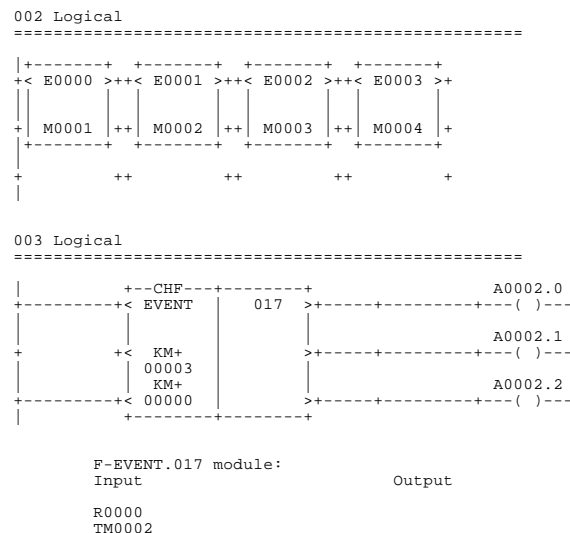 002 Logical
===================================================
|+-------+  +-------+  +-------+  +-------+
+< E0000 >++< E0001 >++< E0002 >++< E0003 >+
||       |  |       |  |       |  |       |
+| M0001 |++| M0002 |++| M0003 |++| M0004 |+
|+-------+  +-------+  +-------+  +-------+
|
+         ++         ++         ++         +
|
003 Logical
===================================================
|          +--CHF---+--------+                  A0002.0
+---------+< EVENT  |   017  >+-----+---------+---( )---
|          |        |        |
|          |        |        |                  A0002.1
+         +<  KM+   |        >+-----+---------+---( )---
|          | 00003  |        |
|          |  KM+   |        |                  A0002.2
+---------+< 00000  |        >+-----+---------+---( )---
|          +--------+--------+
F-EVENT.017 module:
Input                         Output
R0000
TM0002